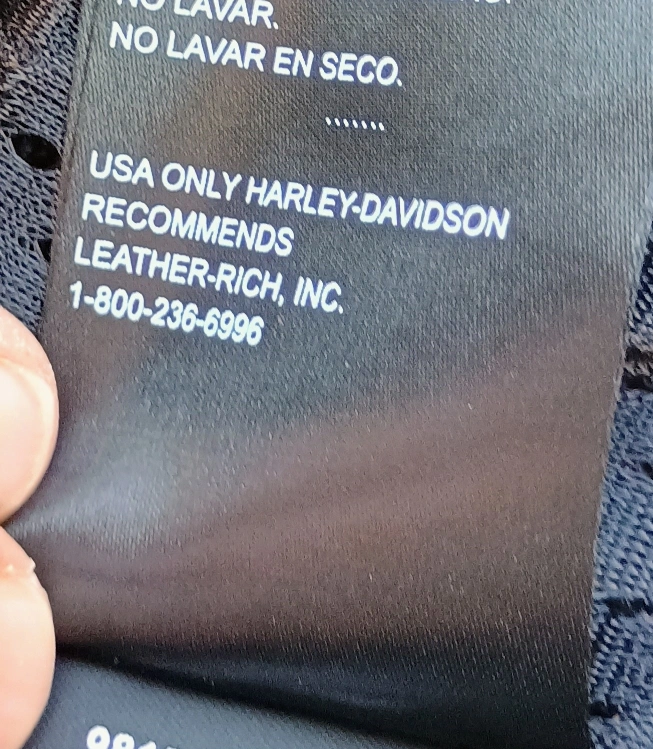 NO LAVAR.
NO LAVAR EN SECO.
.......
USA ONLY HARLEY-DAVIDSON
RECOMMENDS
LEATHER-RICH, INC.
1-800-236-6996